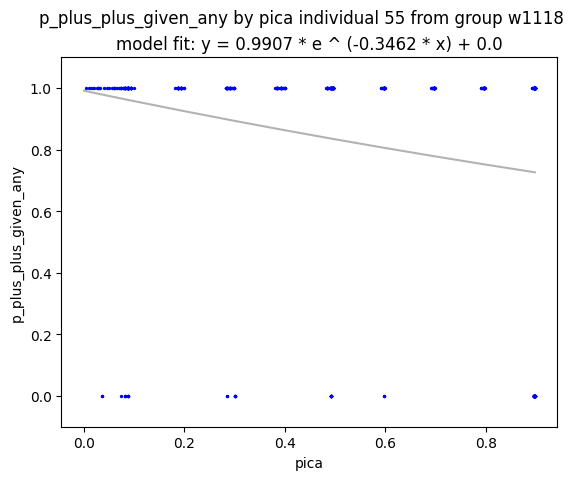 p_plus_plus_given_any by pica individual 55 from group w1118
model fit: y = 0.9907 * e ^ (-0.3462 * x) + 0.0
p_plus_plus_given_any
1.0
0.8
0.6
0.4
0.2
0.0
0.0 0.2 0.4 0.6 0.8
pica